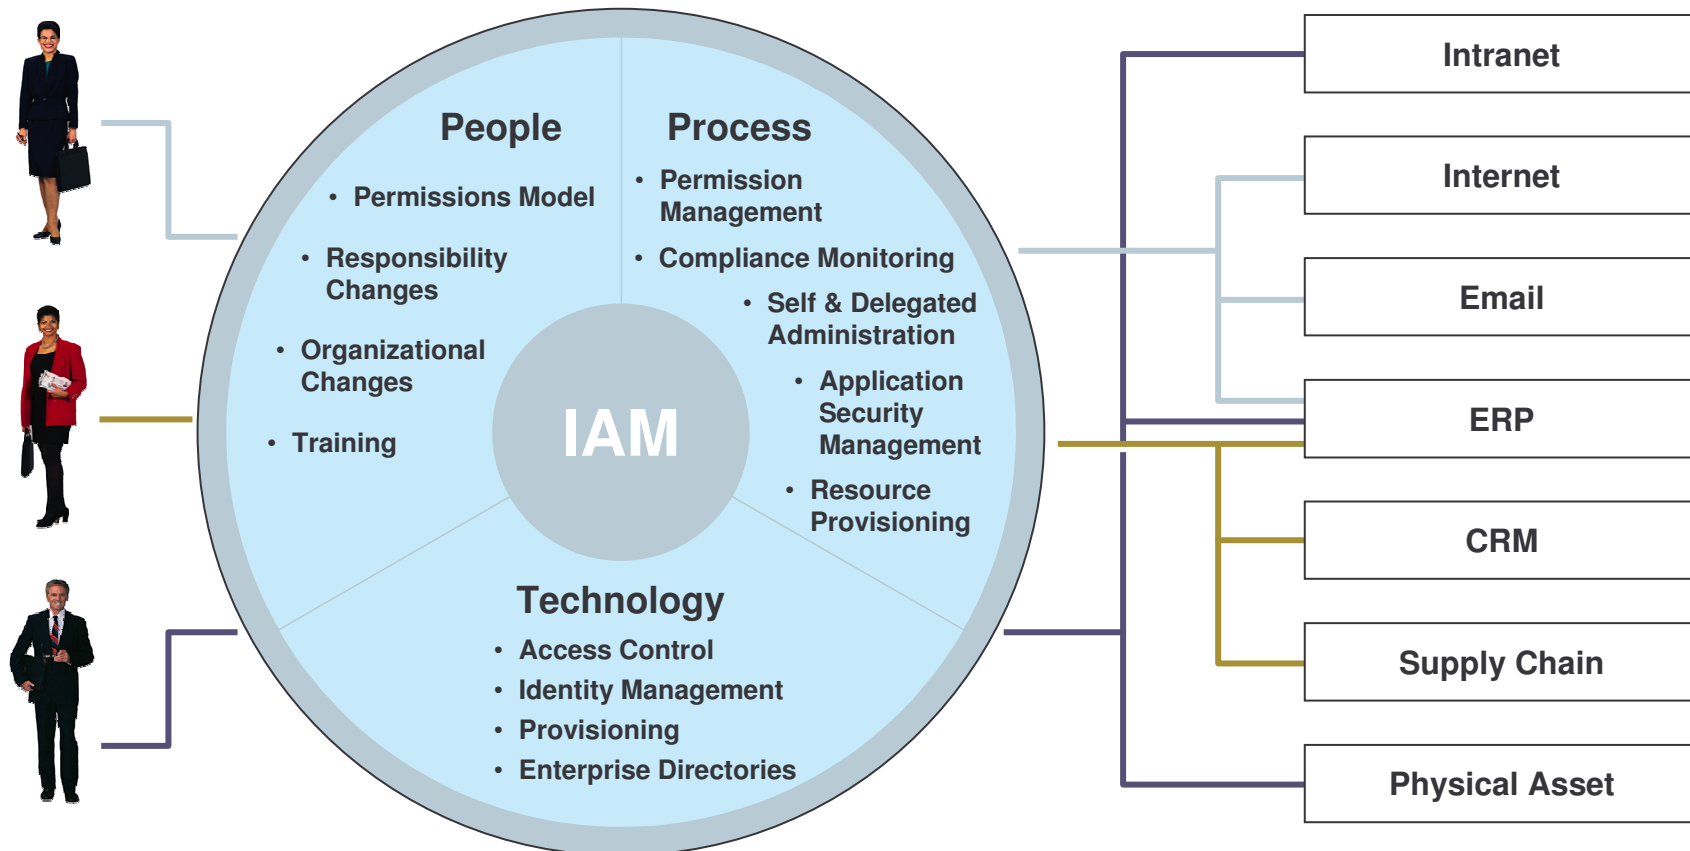 People
• Permissions Model
• Responsibility
Changes
• Organizational
Changes
• Training
Process
• Permission
Management
• Compliance Monitoring
• Self & Delegated
Administration
• Application
Security
Management
• Resource
Provisioning
IAM
Technology
• Access Control
• Identity Management
• Provisioning
• Enterprise Directories
Intranet
Internet
Email
ERP
CRM
Supply Chain
Physical Asset